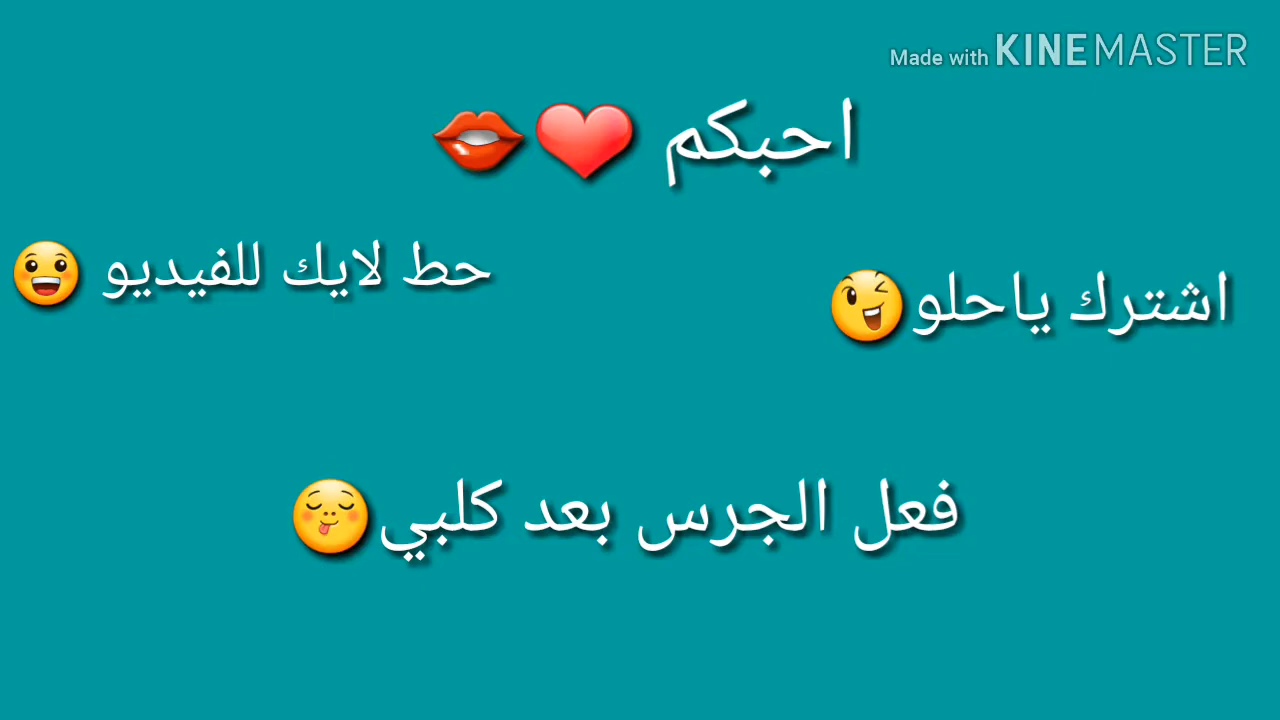 Made with KINEMASTER
احبكم ❤️👄
اشترك ياحلو😜
حط لايك للفيديو 😀
فعل الجرس بعد كلبي😋